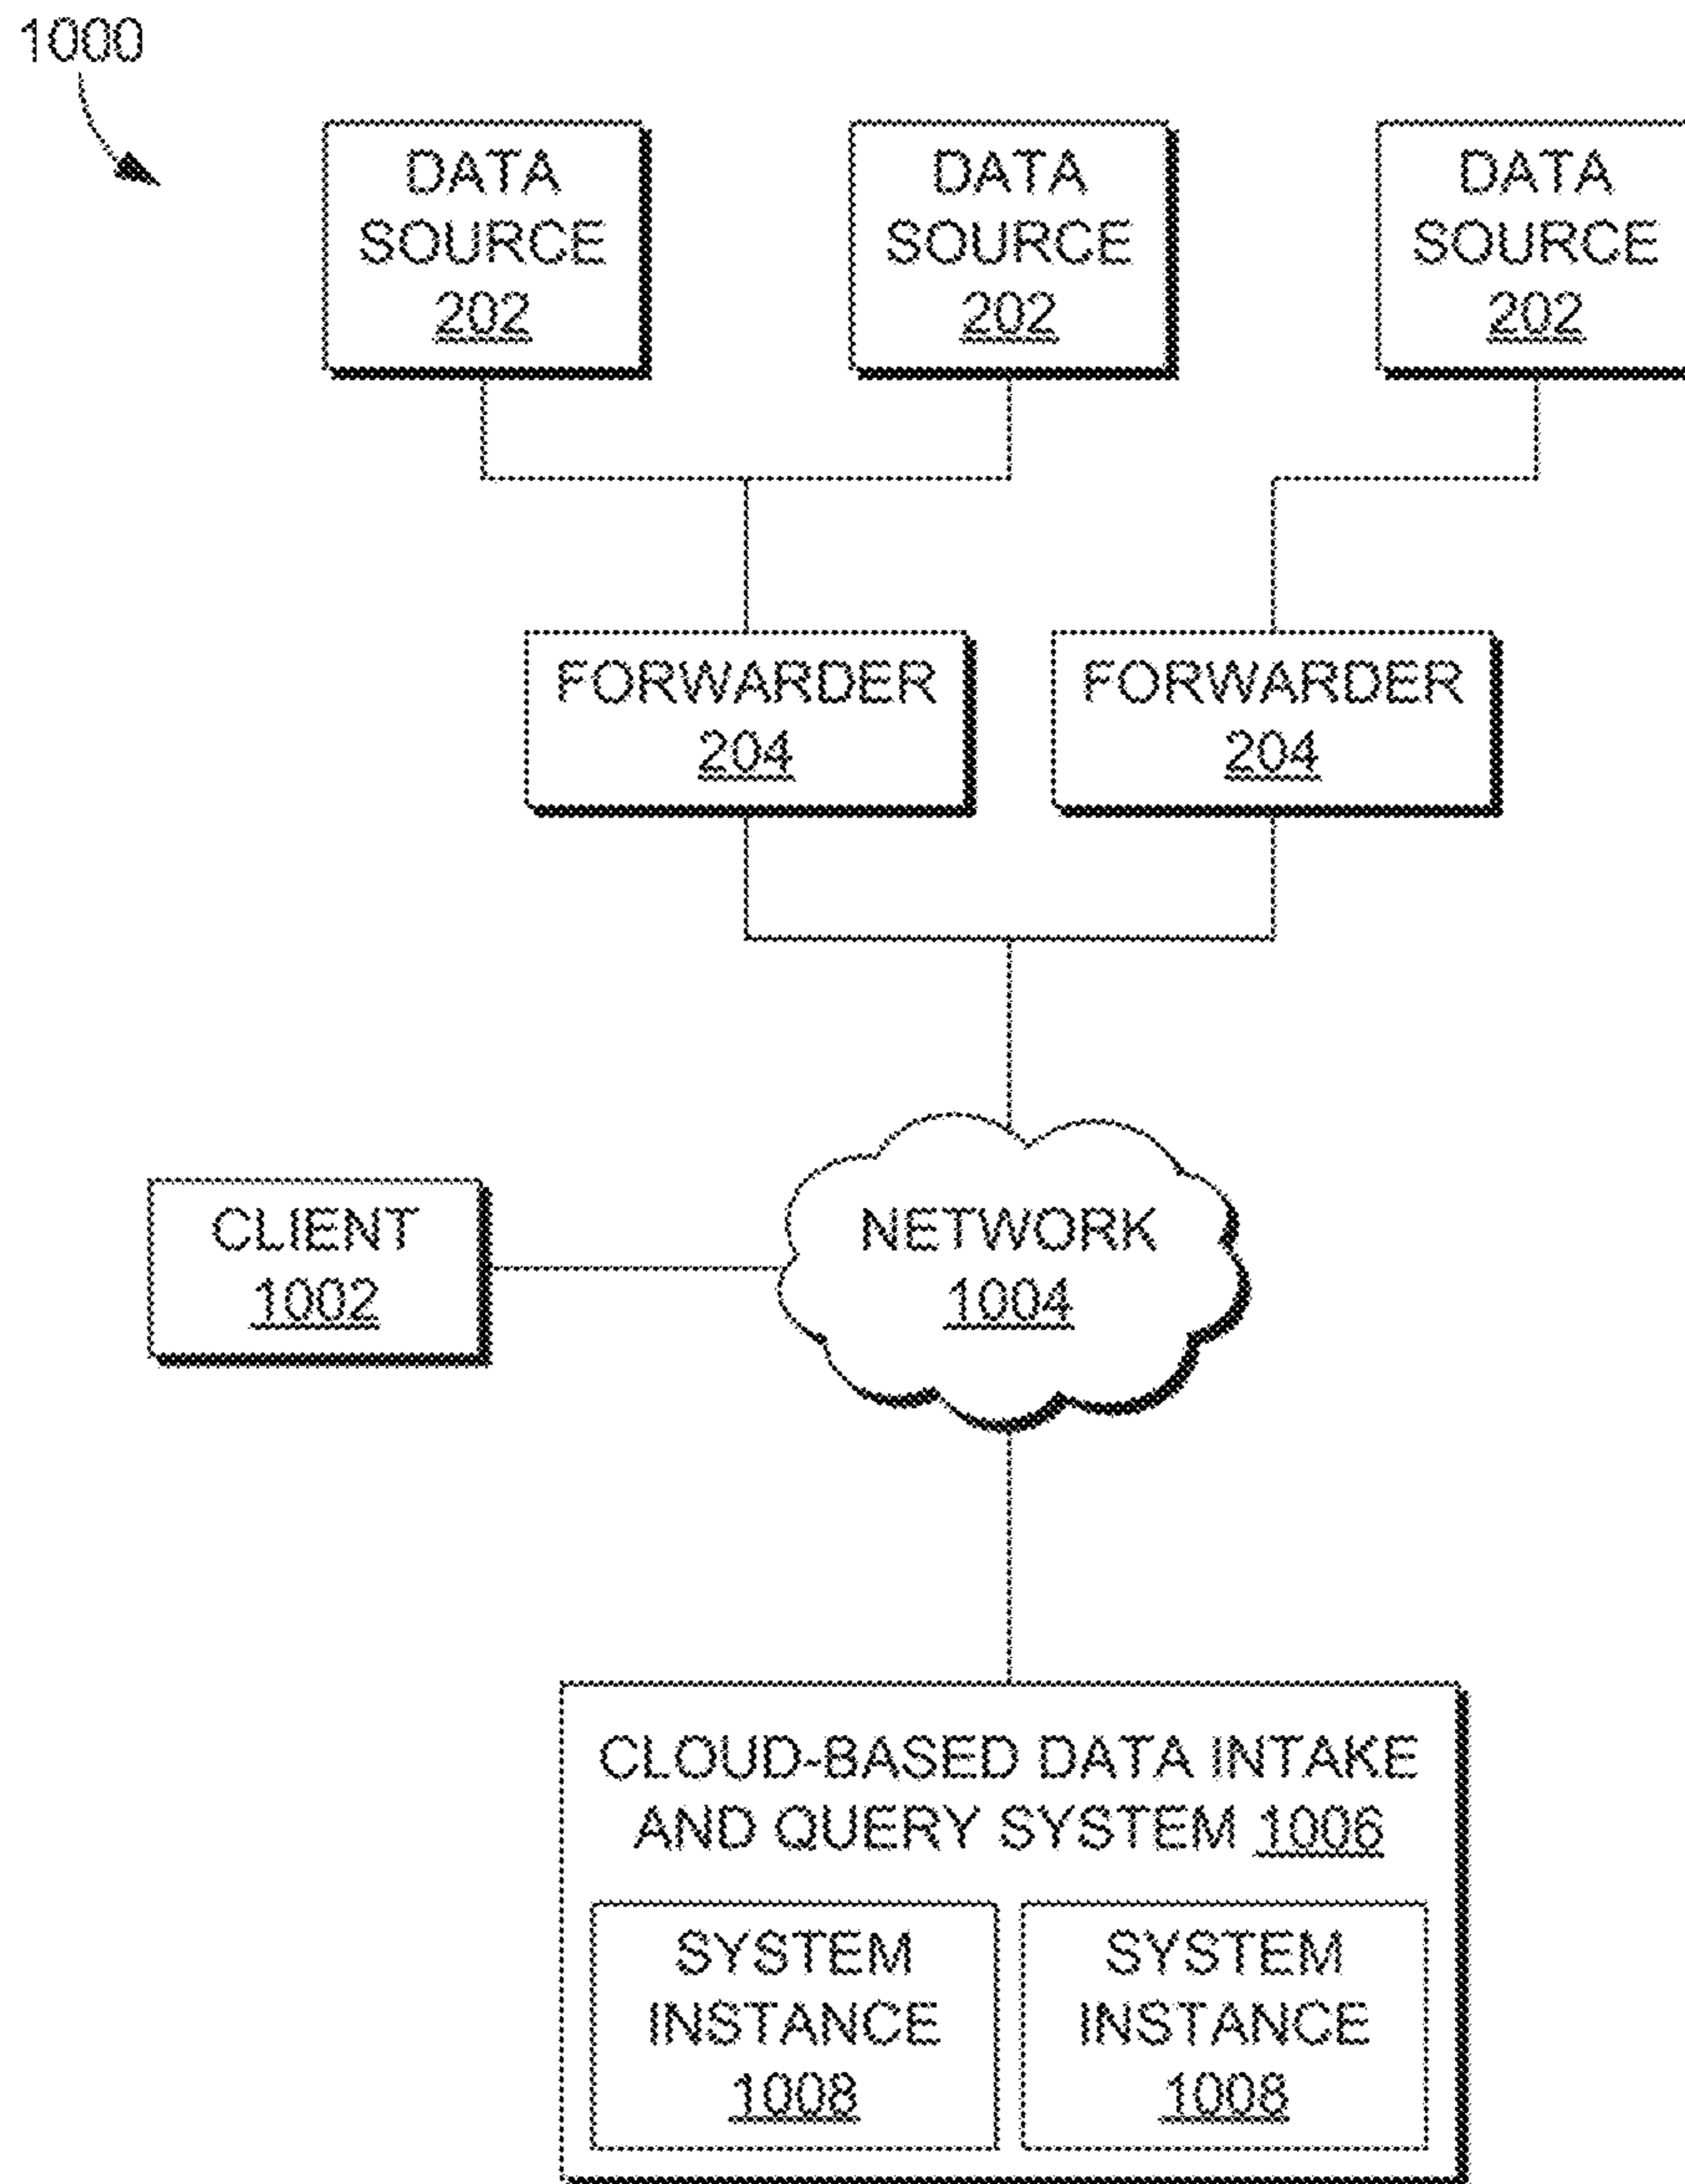 1000
DATA
SOURCE
202
DATA
SOURCE
202
DATA
SOURCE
202
FORWARDER
204
FORWARDER
204
CLIENT
1002
NETWORK
1004
CLOUD-BASED DATA INTAKE
AND QUERY SYSTEM 1006
SYSTEM
INSTANCE
1008
SYSTEM
INSTANCE
1008